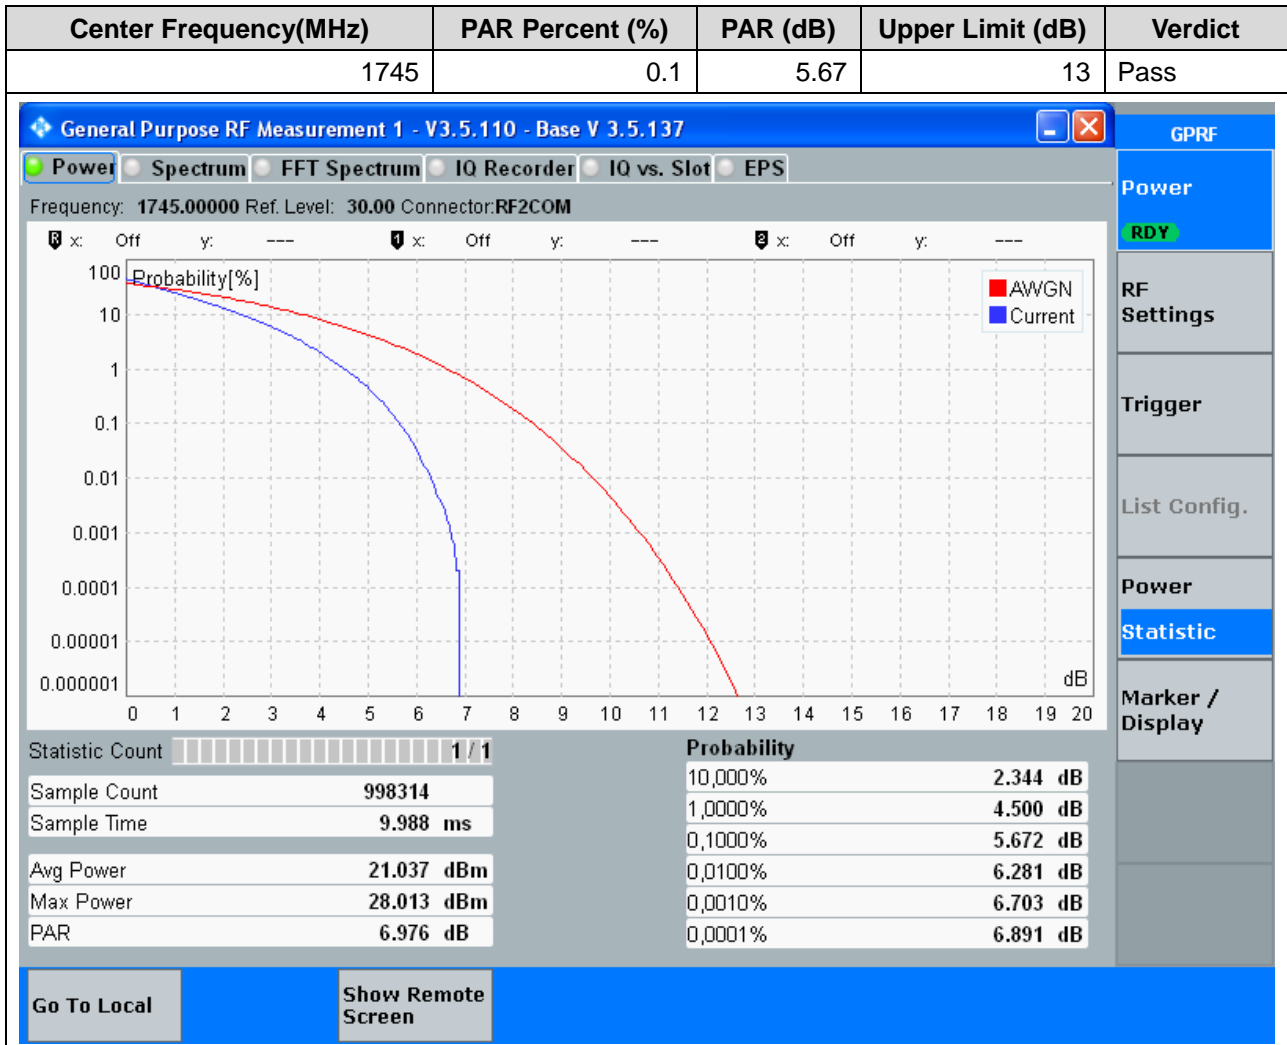 Center Frequency(MHz) PAR Percent (%) PAR (dB) Upper Limit (dB) Verdict
1745 0.1 5.67 13 Pass
General Purpose RF Measurement 1 - V3.5.110 - Base V 3.5.137
GPRF
Power Spectrum FFT Spectrum IQ Recorder IQ vs. Slot EPS
Frequency: 1745.00000 Ref. Level: 30.00 Connector:RF2COM
R x: Off y: --- 1 x: Off y: --- 2 x: Off y: ---
Probability[%]
AWGN
Current
100
10
1
0.1
0.01
0.001
0.0001
0.00001
0.000001
dB
0 1 2 3 4 5 6 7 8 9 10 11 12 13 14 15 16 17 18 19 20
Statistic Count 1 / 1
Sample Count 998314
Sample Time 9.988 ms
Avg Power 21.037 dBm
Max Power 28.013 dBm
PAR 6.976 dB
Probability
10,000% 2.344 dB
1,0000% 4.500 dB
0,1000% 5.672 dB
0,0100% 6.281 dB
0,0010% 6.703 dB
0,0001% 6.891 dB
Power
RDY
RF
Settings
Trigger
List Config.
Power
Statistic
Marker /
Display
Go To Local
Show Remote
Screen